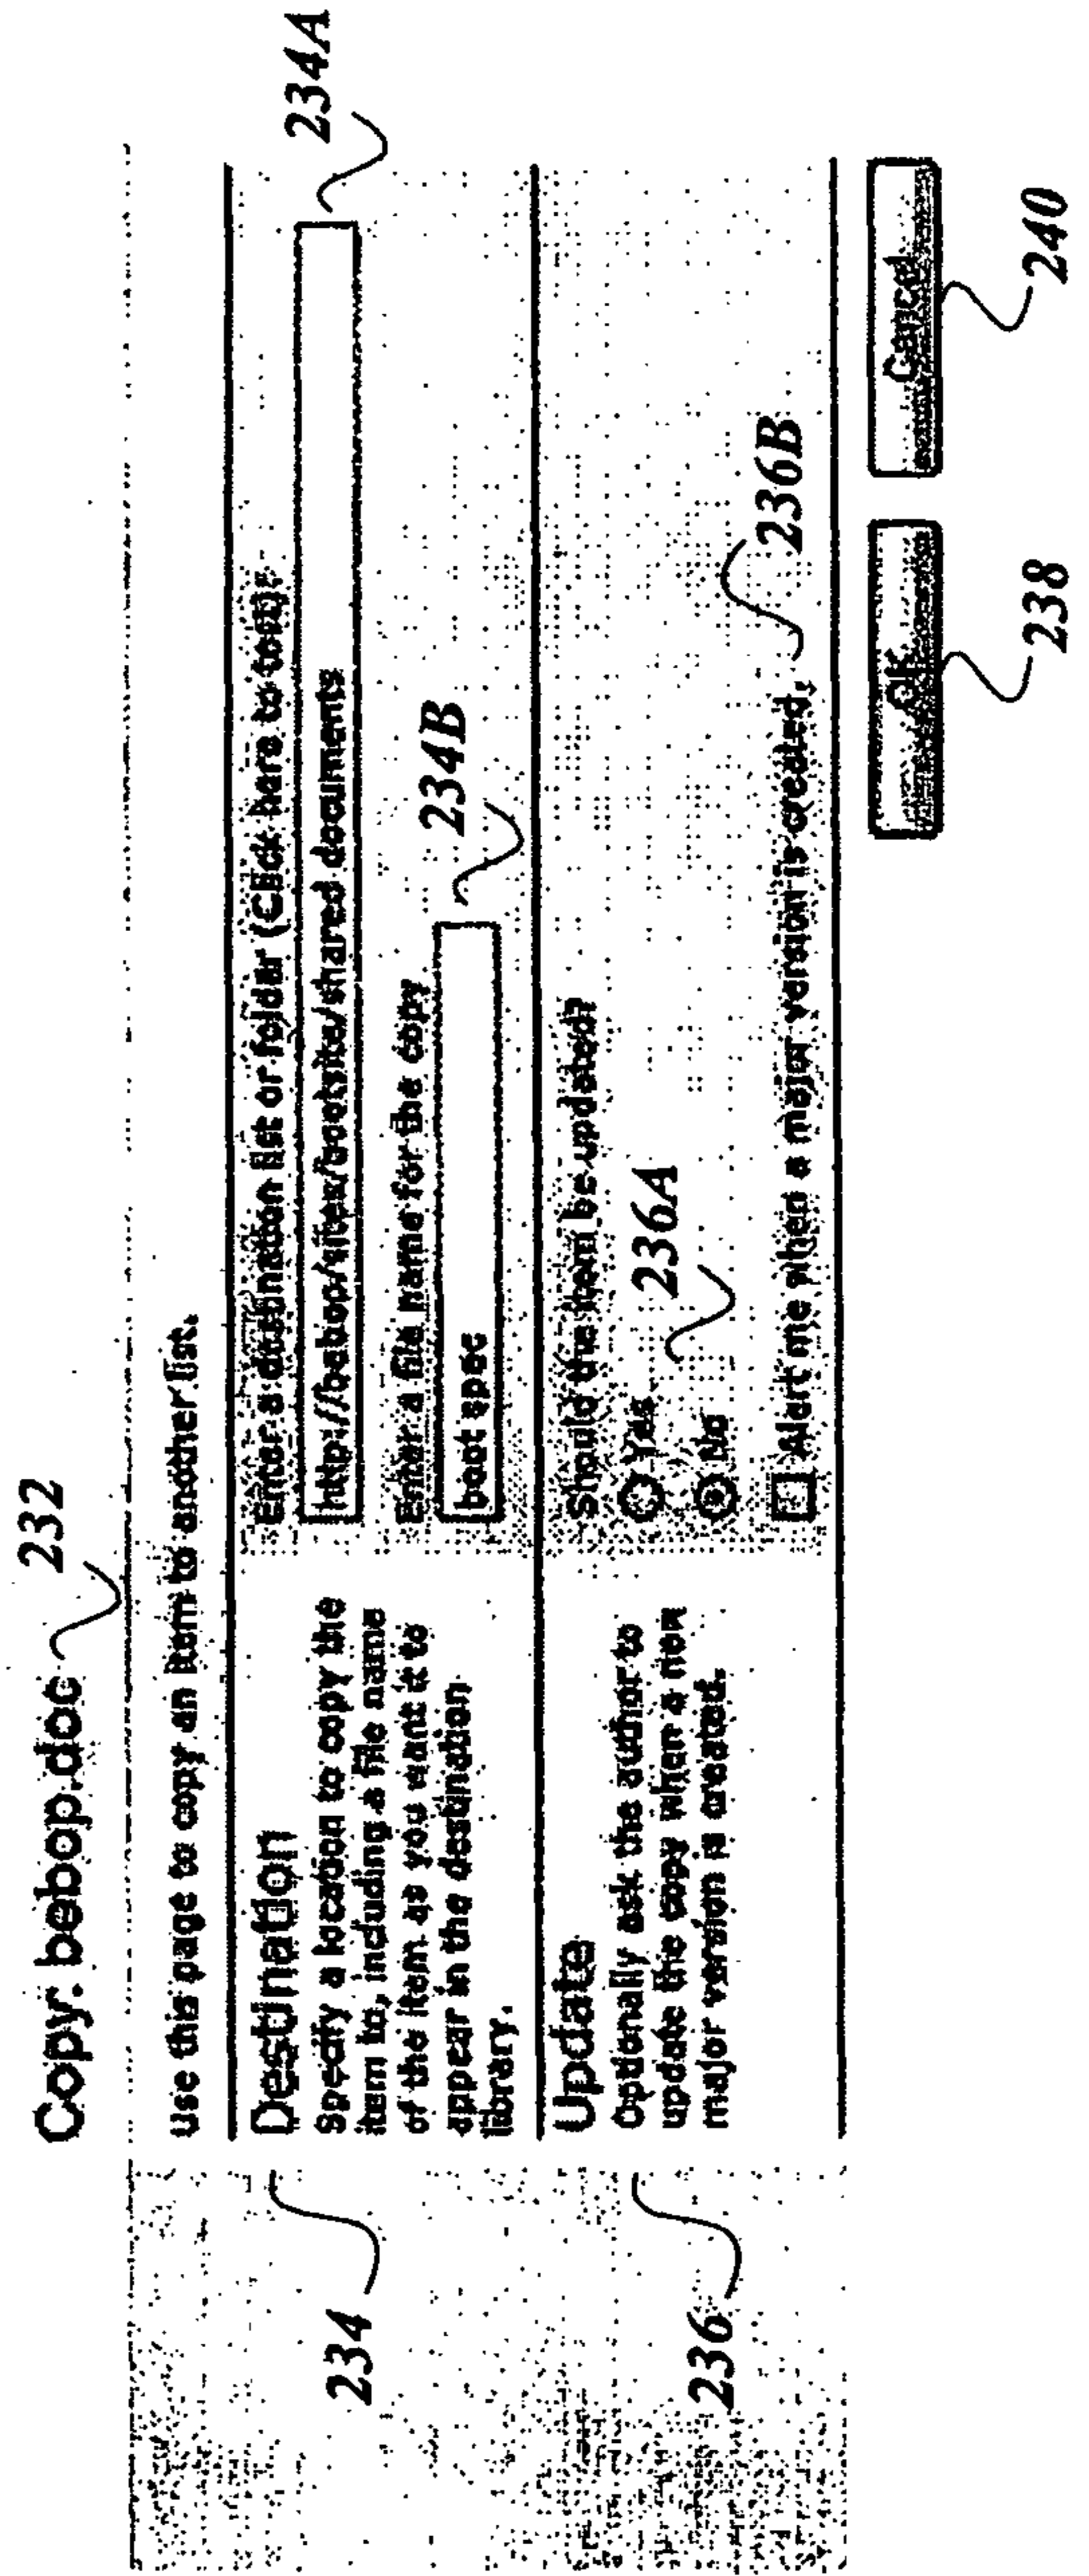 Copy: bebop.doc
232
Use this page to copy an item to another list.
234
Destination
Specify a location to copy the
item to, including a file name
of the item as you want it to
appear in the destination
library.
Enter a destination list or folder (Click here to test):
http://bebop/sites/bootsite/shared documents
234A
Enter a file name for the copy
boot spec
234B
236
Update
Optionally ask the author to
update the copy when a new
major version is created.
Should the item be updated?
Yes
No
236A
Alert me when a major version is created.
236B
OK
Cancel
238
240